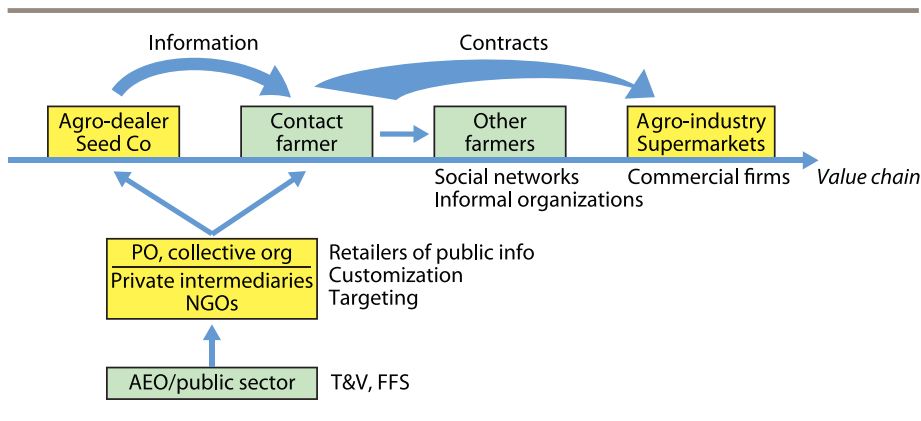 Information
Contracts
Agro-dealer
Seed Co
Contact
farmer
Other
farmers
Agro-industry
Supermarkets
Social networks
Informal organizations
Commercial firms
Value chain
PO, collective org
Private intermediaries
NGOs
Retailers of public info
Customization
Targeting
AEO/public sector
T&V, FFS